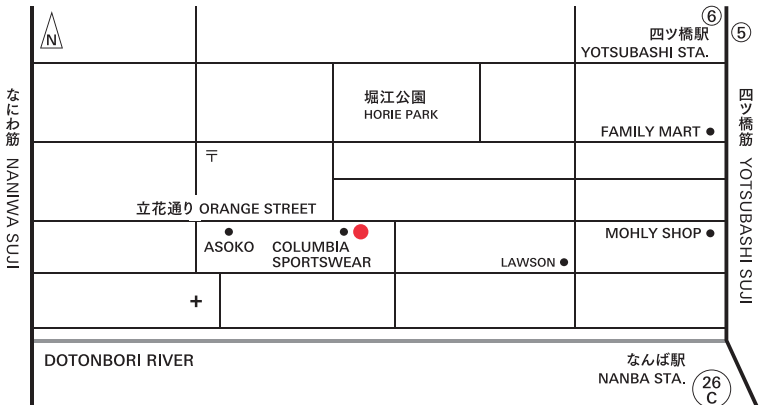 N
⑥
四ツ橋駅
YOTSUBASHI STA.
⑤
なにわ筋 NANIWA SUJI
堀江公園
HORIE PARK
四ツ橋筋 YOTSUBASHI SUJI
FAMILY MART
〒
立花通り ORANGE STREET
ASOKO
COLUMBIA
SPORTSWEAR
MOHLY SHOP
LAWSON
DOTONBORI RIVER
なんば駅
NANBA STA.
26
C